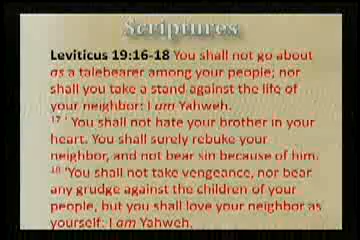 Scriptures
Leviticus 19:16-18 You shall not go about
as a talebearer among your people; nor
shall you take a stand against the life of
your neighbor: I am Yahweh.
17 ' You shall not hate your brother in your
heart. You shall surely rebuke your
neighbor, and not bear sin because of him.
18 'You shall not take vengeance, nor bear
any grudge against the children of your
people, but you shall love your neighbor as
yourself: I am Yahweh.